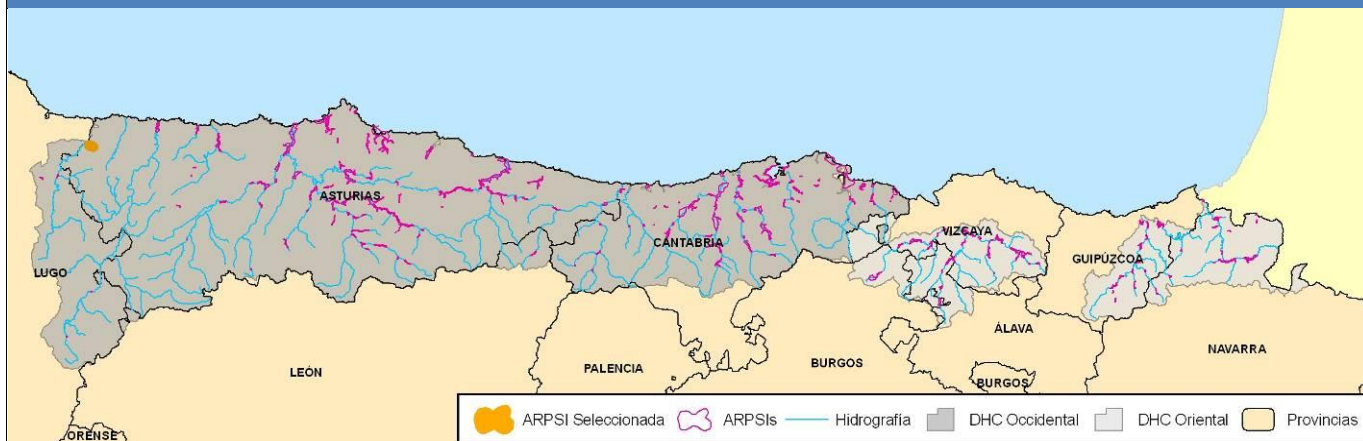 ASTURIAS
CANTABRIA
VIZCAYA
GUIPÚZCOA
LUGO
ÁLAVA
NAVARRA
LEÓN
PALENCIA
BURGOS
BURGOS
ORENSE
ARPSI Seleccionada
ARPSIs
Hidrografía
DHC Occidental
DHC Oriental
Provincias